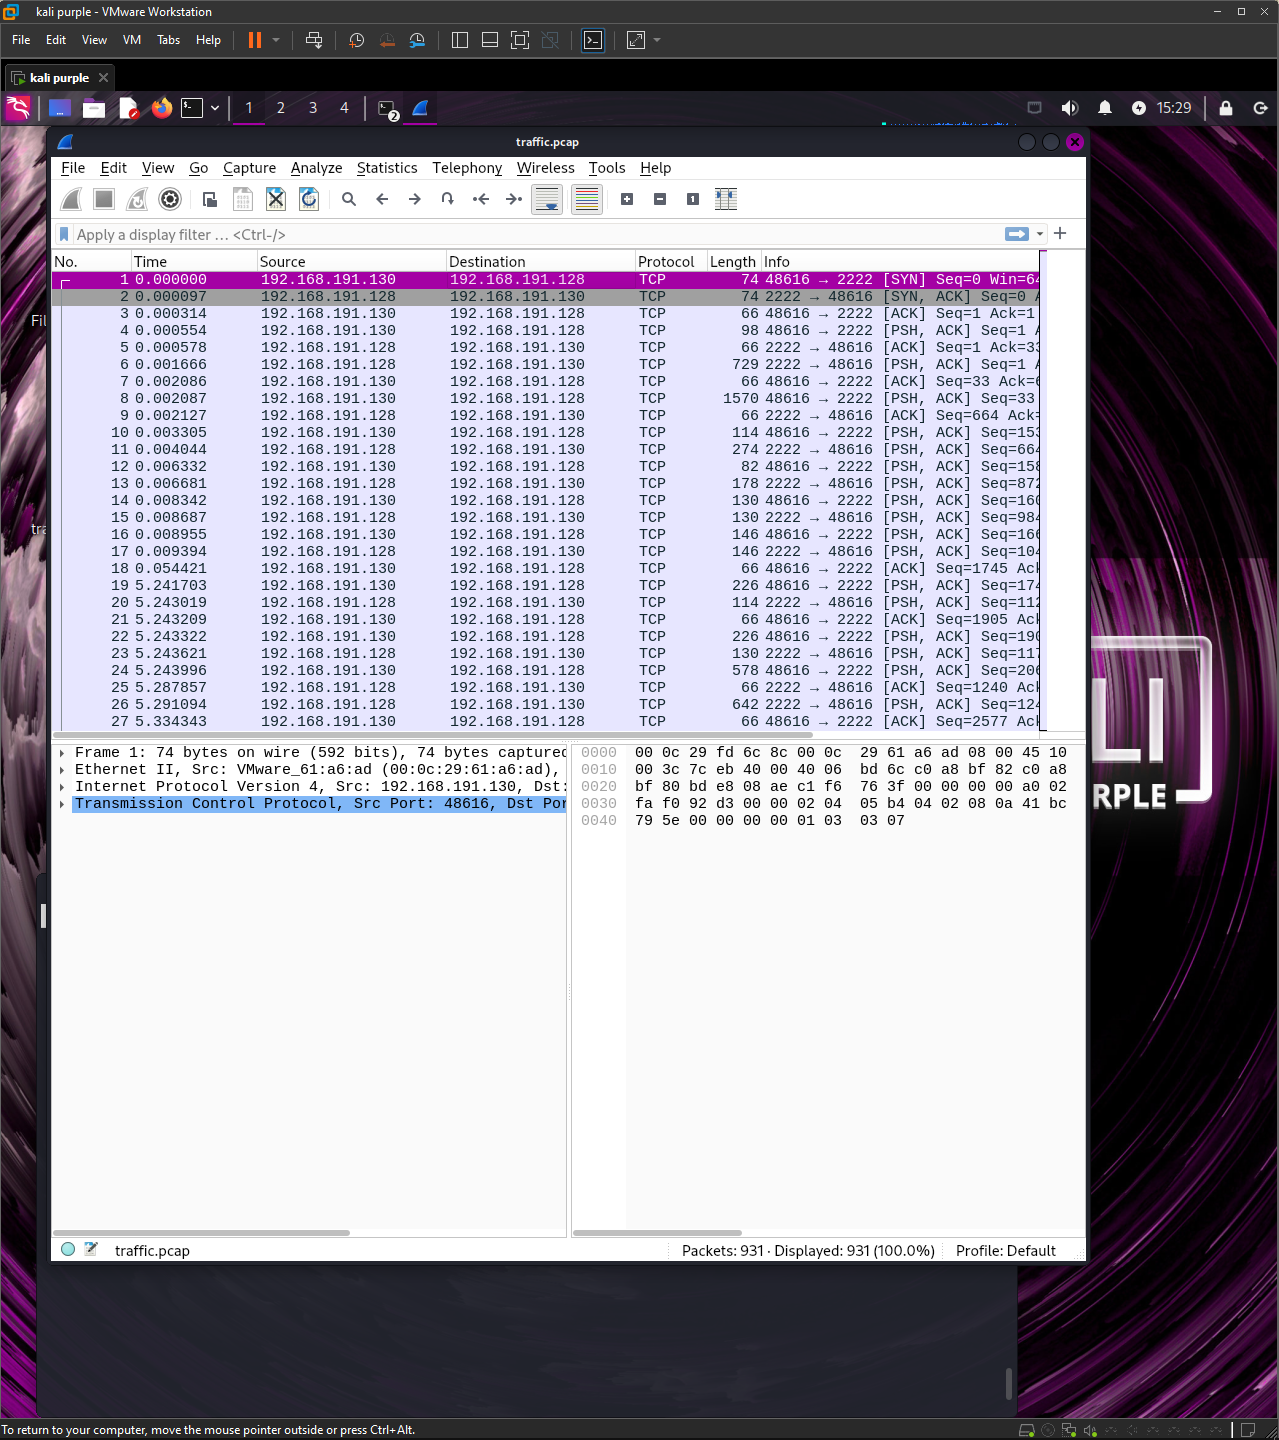 kali purple - VMware Workstation
File Edit View VM Tabs Help
kali purple
1 2 3 4 2 15:29
traffic.pcap
File Edit View Go Capture Analyze Statistics Telephony Wireless Tools Help
Apply a display filter … <Ctrl-/>
No. Time Source Destination Protocol Length Info
1 0.000000 192.168.191.130 192.168.191.128 TCP 74 48616 → 2222 [SYN] Seq=0 Win=64
2 0.000097 192.168.191.128 192.168.191.130 TCP 74 2222 → 48616 [SYN, ACK] Seq=0 A
3 0.000314 192.168.191.130 192.168.191.128 TCP 66 48616 → 2222 [ACK] Seq=1 Ack=1
4 0.000554 192.168.191.130 192.168.191.128 TCP 98 48616 → 2222 [PSH, ACK] Seq=1 A
5 0.000578 192.168.191.128 192.168.191.130 TCP 66 2222 → 48616 [ACK] Seq=1 Ack=33
6 0.001666 192.168.191.128 192.168.191.130 TCP 729 2222 → 48616 [PSH, ACK] Seq=1 A
7 0.002086 192.168.191.130 192.168.191.128 TCP 66 48616 → 2222 [ACK] Seq=33 Ack=6
8 0.002087 192.168.191.130 192.168.191.128 TCP 1570 48616 → 2222 [PSH, ACK] Seq=33
9 0.002127 192.168.191.128 192.168.191.130 TCP 66 2222 → 48616 [ACK] Seq=664 Ack=
10 0.003305 192.168.191.130 192.168.191.128 TCP 114 48616 → 2222 [PSH, ACK] Seq=153
11 0.004044 192.168.191.128 192.168.191.130 TCP 274 2222 → 48616 [PSH, ACK] Seq=664
12 0.006332 192.168.191.130 192.168.191.128 TCP 82 48616 → 2222 [PSH, ACK] Seq=158
13 0.006681 192.168.191.128 192.168.191.130 TCP 178 2222 → 48616 [PSH, ACK] Seq=872
14 0.008342 192.168.191.130 192.168.191.128 TCP 130 48616 → 2222 [PSH, ACK] Seq=160
15 0.008687 192.168.191.128 192.168.191.130 TCP 130 2222 → 48616 [PSH, ACK] Seq=984
16 0.008955 192.168.191.130 192.168.191.128 TCP 146 48616 → 2222 [PSH, ACK] Seq=166
17 0.009394 192.168.191.128 192.168.191.130 TCP 146 2222 → 48616 [PSH, ACK] Seq=104
18 0.054421 192.168.191.130 192.168.191.128 TCP 66 48616 → 2222 [ACK] Seq=1745 Ack
19 5.241703 192.168.191.130 192.168.191.128 TCP 226 48616 → 2222 [PSH, ACK] Seq=174
20 5.243019 192.168.191.128 192.168.191.130 TCP 114 2222 → 48616 [PSH, ACK] Seq=112
21 5.243209 192.168.191.130 192.168.191.128 TCP 66 48616 → 2222 [ACK] Seq=1905 Ack
22 5.243322 192.168.191.130 192.168.191.128 TCP 226 48616 → 2222 [PSH, ACK] Seq=190
23 5.243621 192.168.191.128 192.168.191.130 TCP 130 2222 → 48616 [PSH, ACK] Seq=117
24 5.243996 192.168.191.130 192.168.191.128 TCP 578 48616 → 2222 [PSH, ACK] Seq=206
25 5.287857 192.168.191.128 192.168.191.130 TCP 66 2222 → 48616 [ACK] Seq=1240 Ack
26 5.291094 192.168.191.128 192.168.191.130 TCP 642 2222 → 48616 [PSH, ACK] Seq=124
27 5.334343 192.168.191.130 192.168.191.128 TCP 66 48616 → 2222 [ACK] Seq=2577 Ack
Fil
tra
LI
RPLE
Frame 1: 74 bytes on wire (592 bits), 74 bytes captured
Ethernet II, Src: VMware_61:a6:ad (00:0c:29:61:a6:ad),
Internet Protocol Version 4, Src: 192.168.191.130, Dst:
Transmission Control Protocol, Src Port: 48616, Dst Por
0000 00 0c 29 fd 6c 8c 00 0c 29 61 a6 ad 08 00 45 10
0010 00 3c 7c eb 40 00 40 06 bd 6c c0 a8 bf 82 c0 a8
0020 bf 80 bd e8 08 ae c1 f6 76 3f 00 00 00 00 a0 02
0030 fa f0 92 d3 00 00 02 04 05 b4 04 02 08 0a 41 bc
0040 79 5e 00 00 00 00 01 03 03 07
traffic.pcap Packets: 931 · Displayed: 931 (100.0%) Profile: Default
To return to your computer, move the mouse pointer outside or press Ctrl+Alt.